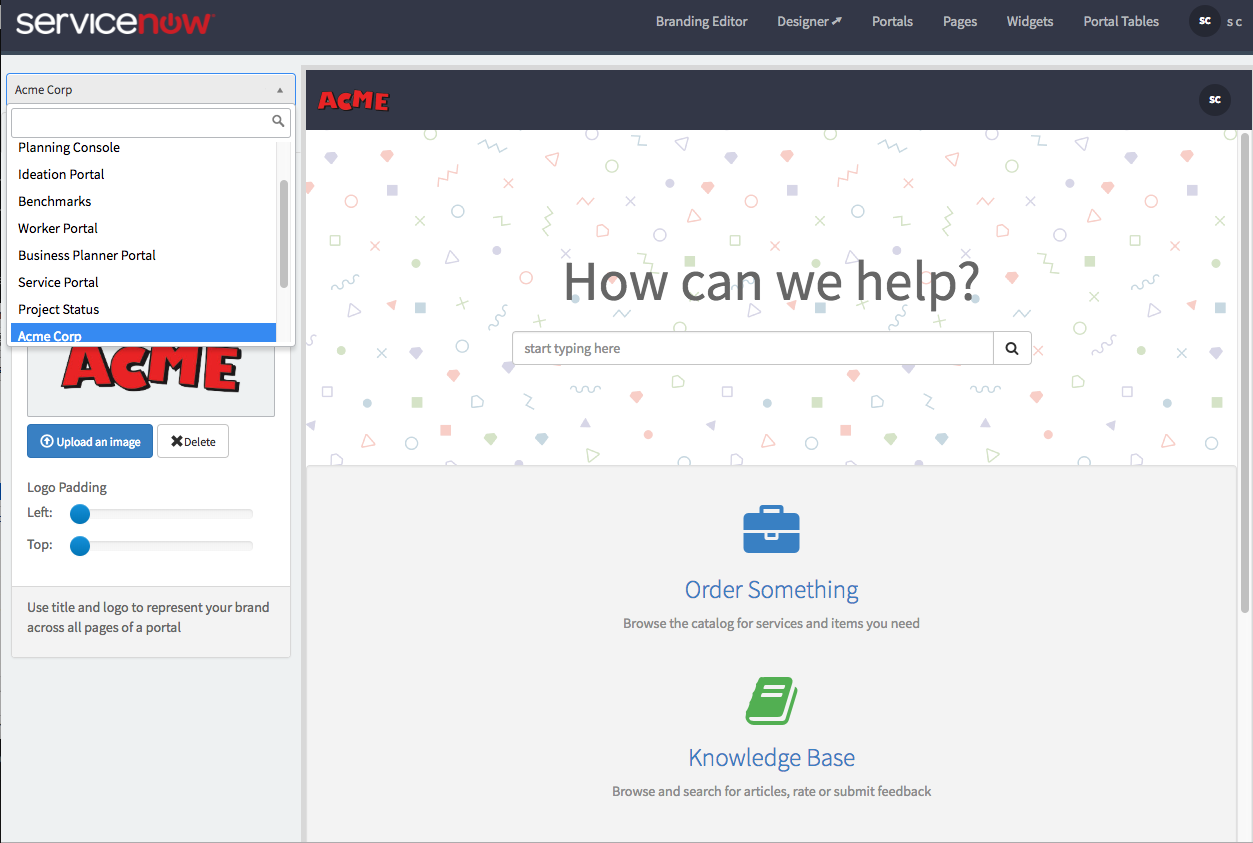 servicenow
Branding Editor
Designer
Portals
Pages
Widgets
Portal Tables
SC
s c
Acme Corp
Planning Console
Ideation Portal
Benchmarks
Worker Portal
Business Planner Portal
Service Portal
Project Status
Acme Corp
ACME
Upload an image
Delete
Logo Padding
Left:
Top:
Use title and logo to represent your brand
across all pages of a portal
ACME
SC
How can we help?
start typing here
Order Something
Browse the catalog for services and items you need
Knowledge Base
Browse and search for articles, rate or submit feedback